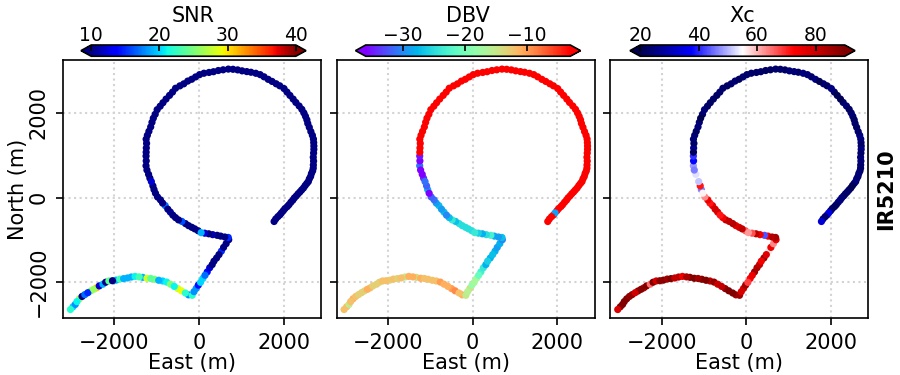 SNR DBV Xc
10 20 30 40 −30 −20 −10 20 40 60 80
North (m)
2000
0
−2000
IR5210
−2000 0 2000 −2000 0 2000 −2000 0 2000
East (m) East (m) East (m)